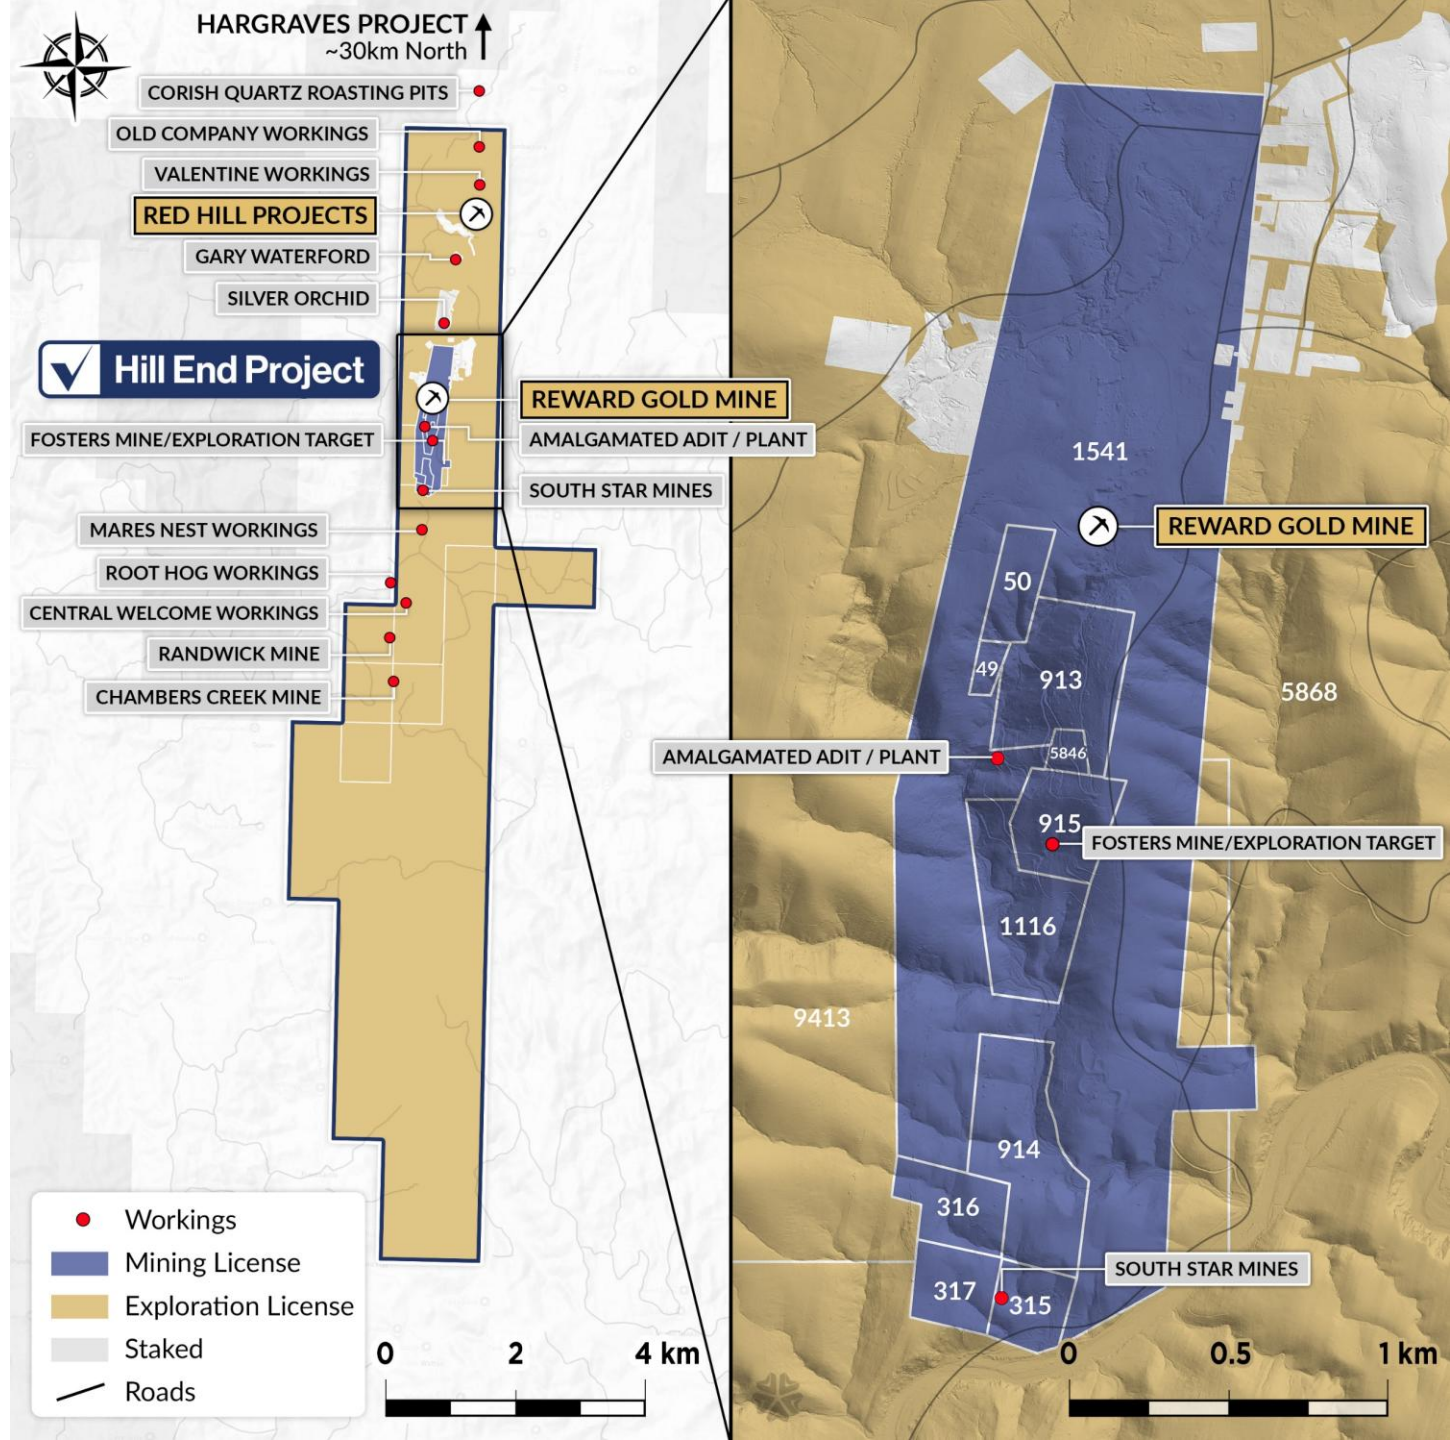 HARGRAVES PROJECT
~30km North
CORISH QUARTZ ROASTING PITS
OLD COMPANY WORKINGS
VALENTINE WORKINGS
RED HILL PROJECTS
GARY WATERFORD
SILVER ORCHID
Hill End Project
REWARD GOLD MINE
FOSTERS MINE/EXPLORATION TARGET
AMALGAMATED ADIT / PLANT
SOUTH STAR MINES
MARES NEST WORKINGS
ROOT HOG WORKINGS
CENTRAL WELCOME WORKINGS
RANDWICK MINE
CHAMBERS CREEK MINE
Workings
Mining License
Exploration License
Staked
Roads
0 2 4 km
1541
REWARD GOLD MINE
50
49
913
5868
5846
AMALGAMATED ADIT / PLANT
915
FOSTERS MINE/EXPLORATION TARGET
1116
9413
914
316
SOUTH STAR MINES
317
315
0 0.5 1 km